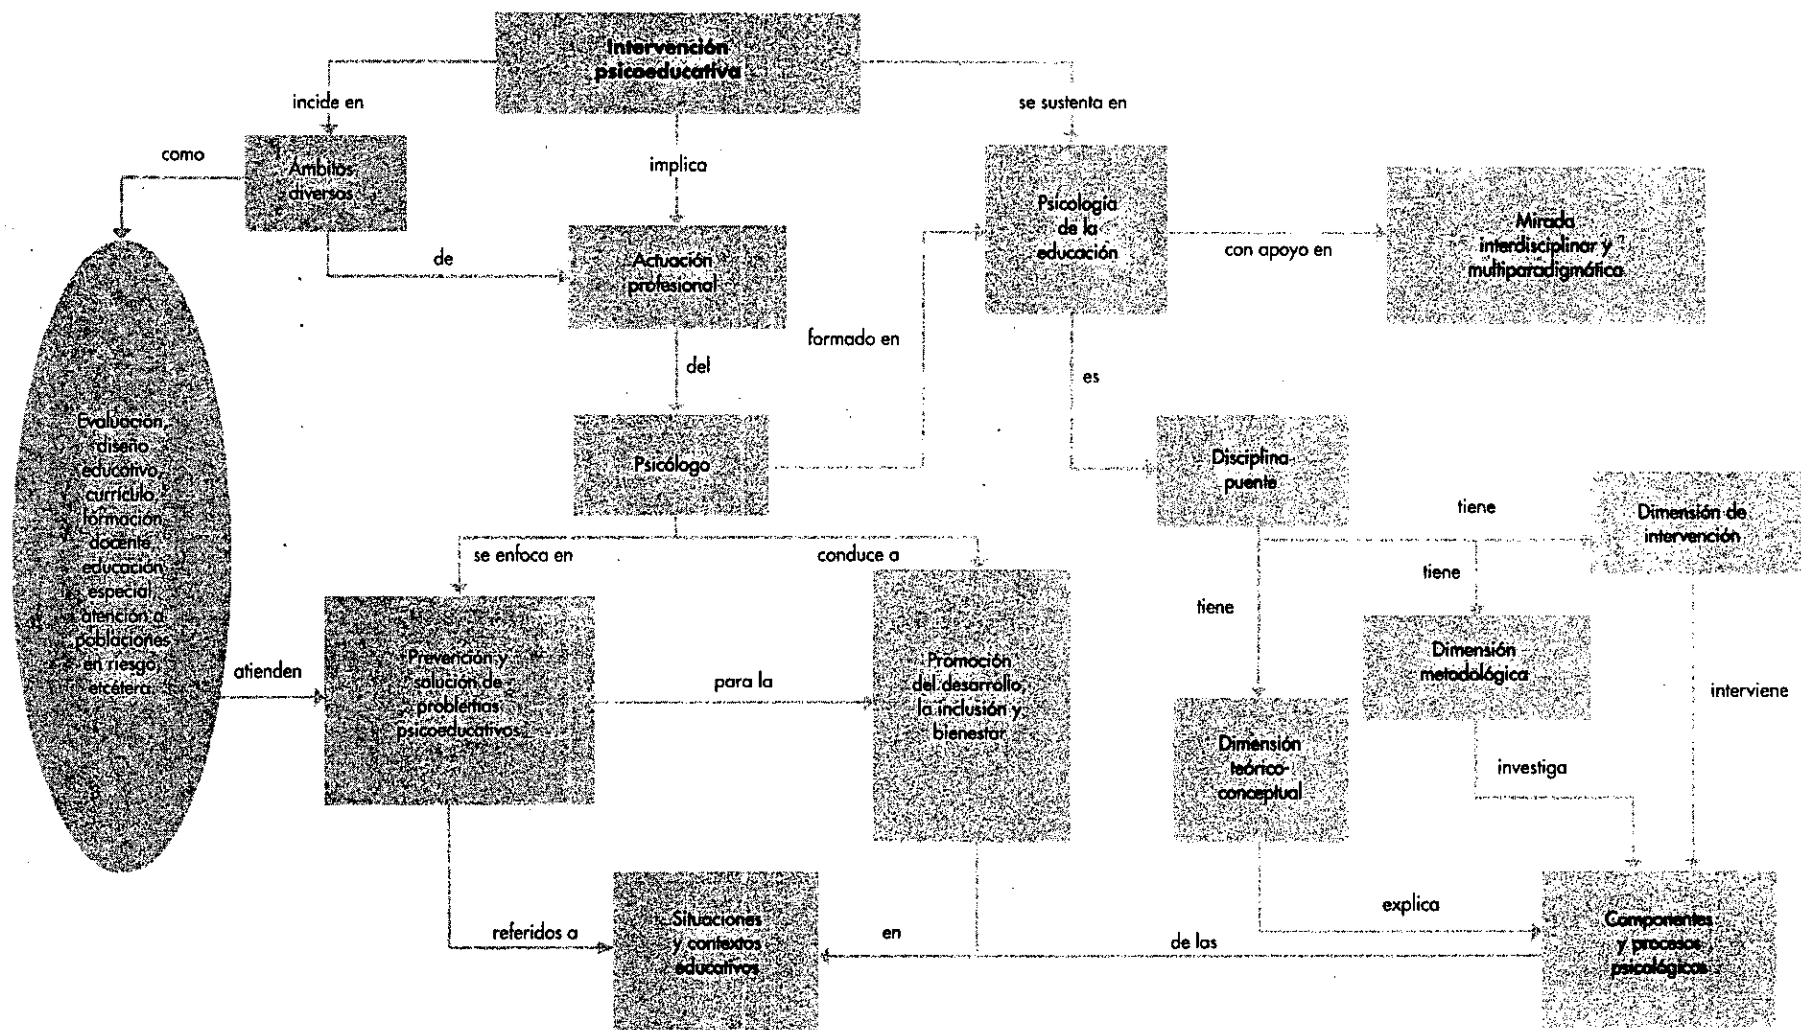 Intervención
psicoeducativa
incide en
se sustenta en
como
Ámbitos
diversos
implica
Psicología
de la
educación
con apoyo en
Mirada
interdisciplinar y
multiparadigmática
de
Actuación
profesional
formado en
del
es
Psicólogo
Disciplina
puente
Evaluación,
diseño
educativo,
currículo,
formación
docente,
educación
especial,
atención a
poblaciones
en riesgo,
etcétera.
tiene
Dimensión de
intervención
se enfoca en
conduce a
tiene
tiene
atienden
Prevención y
solución de
problemas
psicoeducativos
para la
Promoción
del desarrollo,
la inclusión y
bienestar
Dimensión
metodológica
interviene
Dimensión
teórico-
conceptual
investiga
referidos a
Situaciones
y contextos
educativos
en
de las
explica
Componentes
y procesos
psicológicos